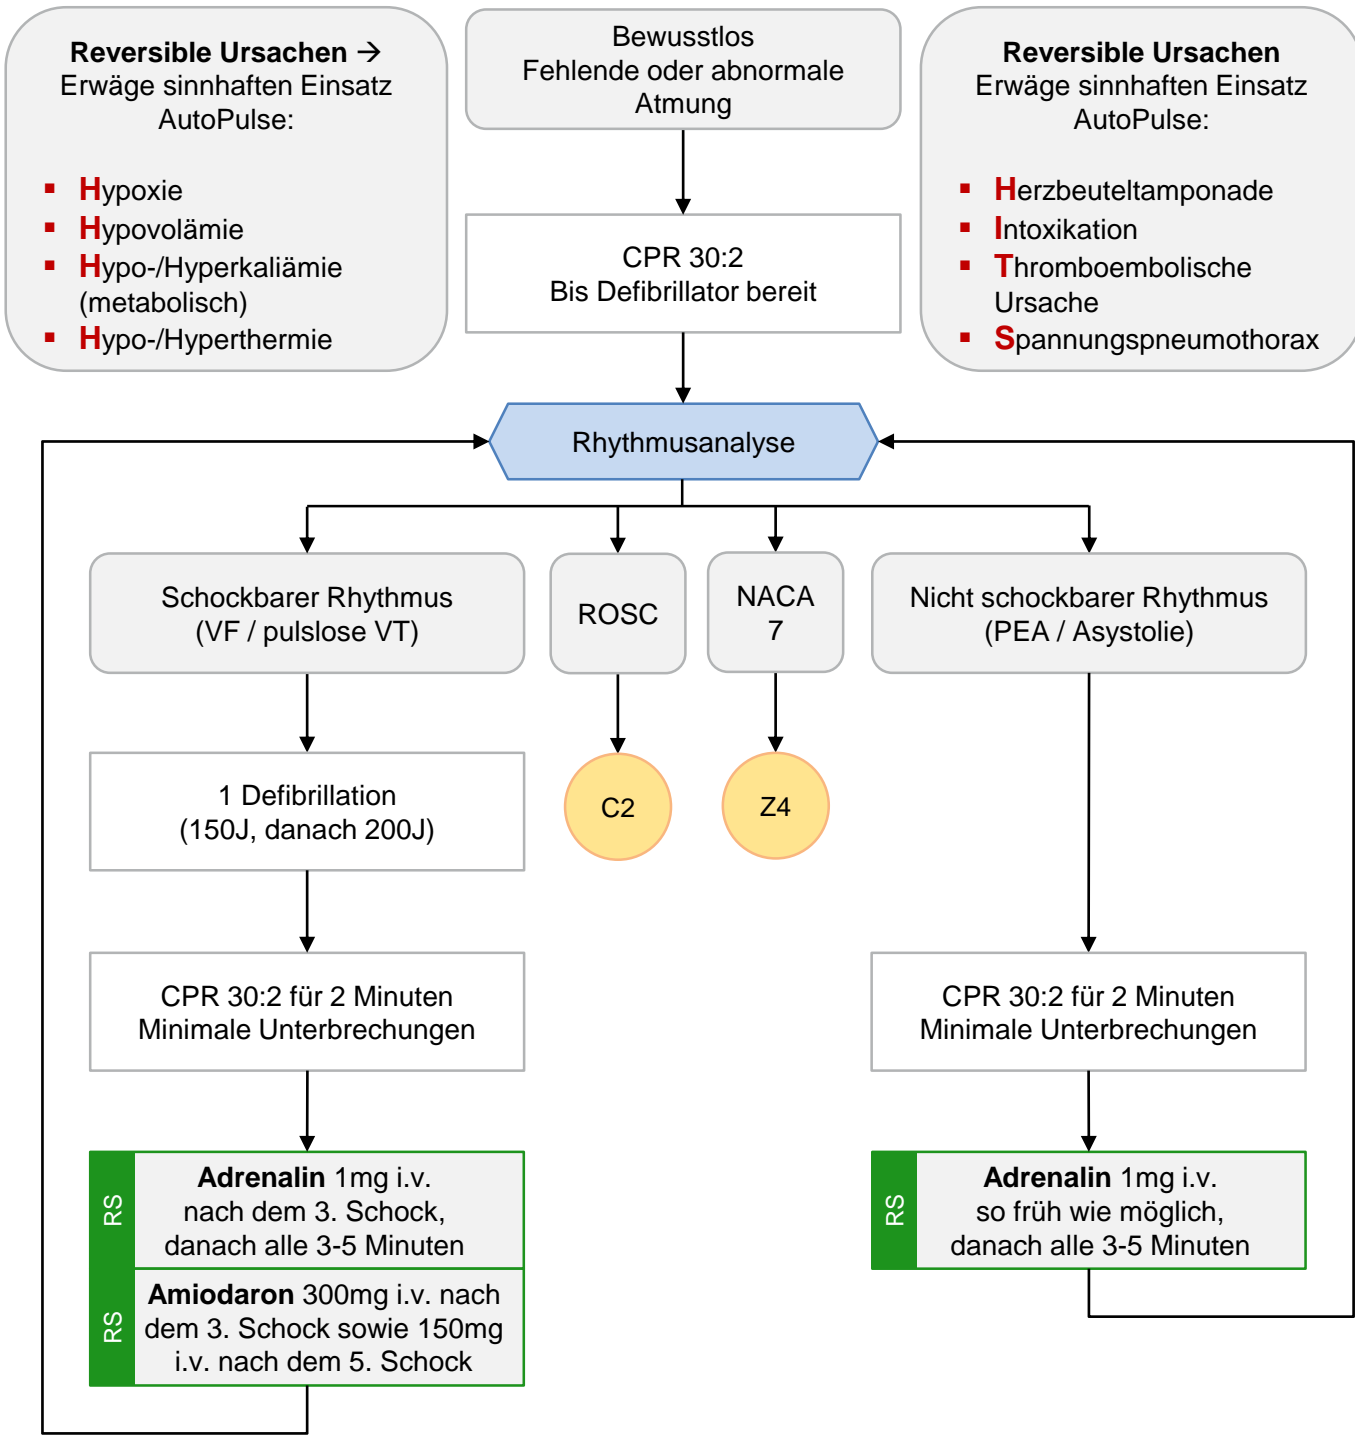 Reversible Ursachen →
Erwäge sinnhaften Einsatz
AutoPulse:
▪ Hypoxie
▪ Hypovolämie
▪ Hypo-/Hyperkaliämie
(metabolisch)
▪ Hypo-/Hyperthermie
Bewusstlos
Fehlende oder abnormale
Atmung
Reversible Ursachen
Erwäge sinnhaften Einsatz
AutoPulse:
▪ Herzbeuteltamponade
▪ Intoxikation
▪ Thromboembolische
Ursache
▪ Spannungspneumothorax
CPR 30:2
Bis Defibrillator bereit
Rhythmusanalyse
Schockbarer Rhythmus
(VF / pulslose VT)
ROSC
NACA
7
Nicht schockbarer Rhythmus
(PEA / Asystolie)
1 Defibrillation
(150J, danach 200J)
C2
Z4
CPR 30:2 für 2 Minuten
Minimale Unterbrechungen
CPR 30:2 für 2 Minuten
Minimale Unterbrechungen
RS
Adrenalin 1mg i.v.
nach dem 3. Schock,
danach alle 3-5 Minuten
RS
Amiodaron 300mg i.v. nach
dem 3. Schock sowie 150mg
i.v. nach dem 5. Schock
RS
Adrenalin 1mg i.v.
so früh wie möglich,
danach alle 3-5 Minuten